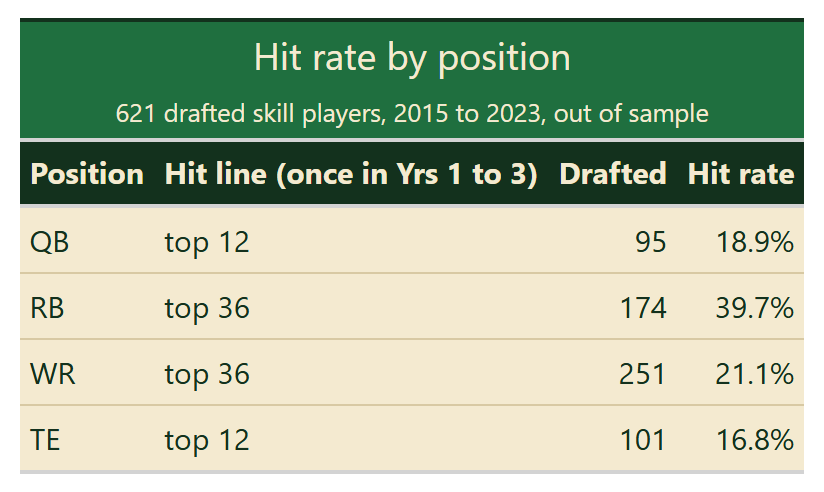 Hit rate by position
621 drafted skill players, 2015 to 2023, out of sample
Position Hit line (once in Yrs 1 to 3) Drafted Hit rate
QB top 12 95 18.9%
RB top 36 174 39.7%
WR top 36 251 21.1%
TE top 12 101 16.8%